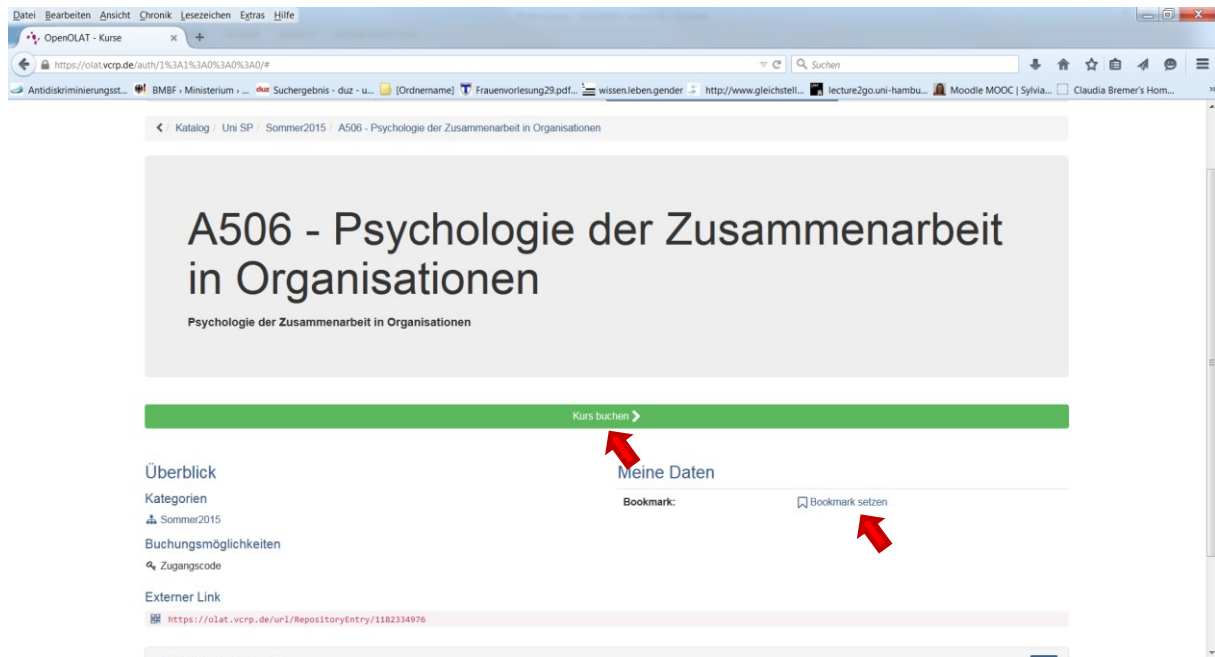 Datei Bearbeiten Ansicht Chronik Lesezeichen Extras Hilfe
OpenOLAT - Kurse
https://olat.vcrp.de/auth/1%3A1%3A0%3A0%3A0/#
Suchen
Antidiskriminierungsst... BMBF › Ministerium › ... duz Suchergebnis - duz - u... [Ordnername] Frauenvorlesung29.pdf... wissen.leben.gender http://www.gleichstell... lecture2go.uni-hambu... Moodle MOOC | Sylvia... Claudia Bremer's Hom...
/ Katalog / Uni SP / Sommer2015 / A506 - Psychologie der Zusammenarbeit in Organisationen
A506 - Psychologie der Zusammenarbeit
in Organisationen
Psychologie der Zusammenarbeit in Organisationen
Kurs buchen
Überblick
Kategorien
Sommer2015
Buchungsmöglichkeiten
Zugangscode
Externer Link
https://olat.vcrp.de/url/RepositoryEntry/1182334976
Meine Daten
Bookmark: Bookmark setzen